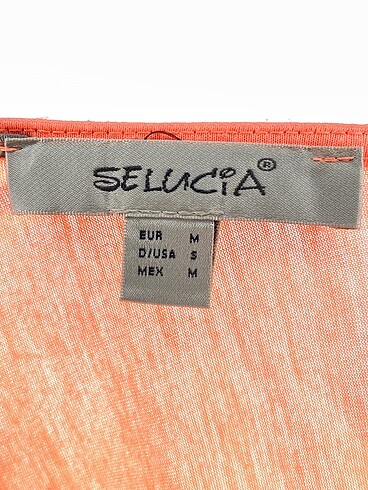 SELUCiA®
EUR M
D/USA S
MEX M